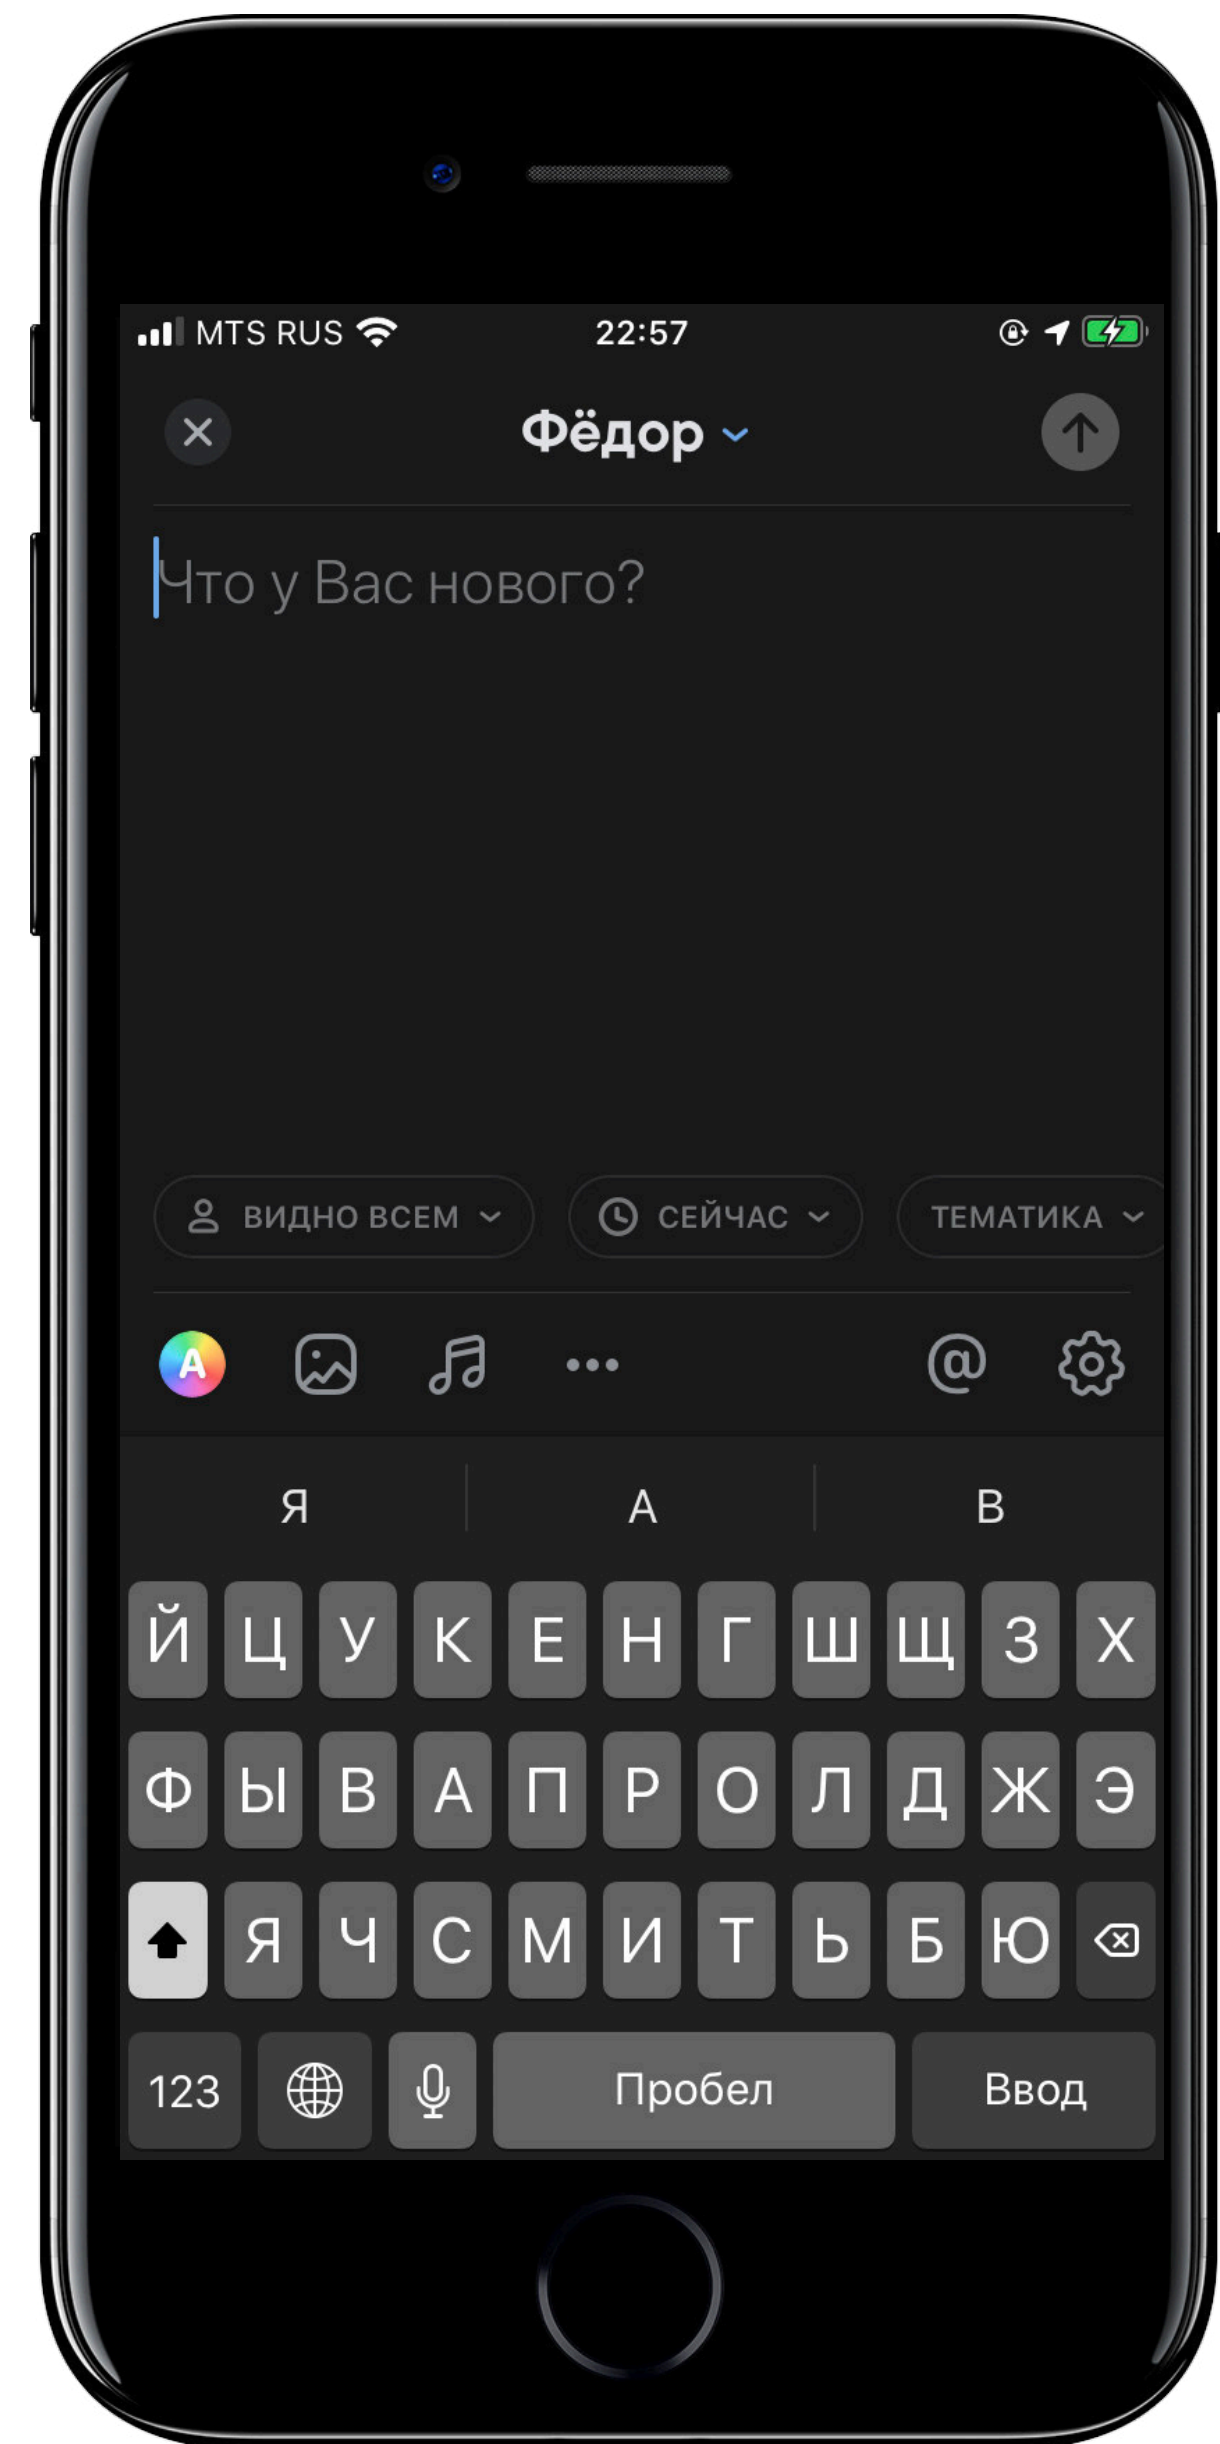 MTS RUS 22:57
Фёдор
Что у Вас нового?
ВИДНО ВСЕМ СЕЙЧАС ТЕМАТИКА
A @
Я А В
Й Ц У К Е Н Г Ш Щ З Х
Ф Ы В А П Р О Л Д Ж Э
Я Ч С М И Т Ь Б Ю
123 Пробел Ввод